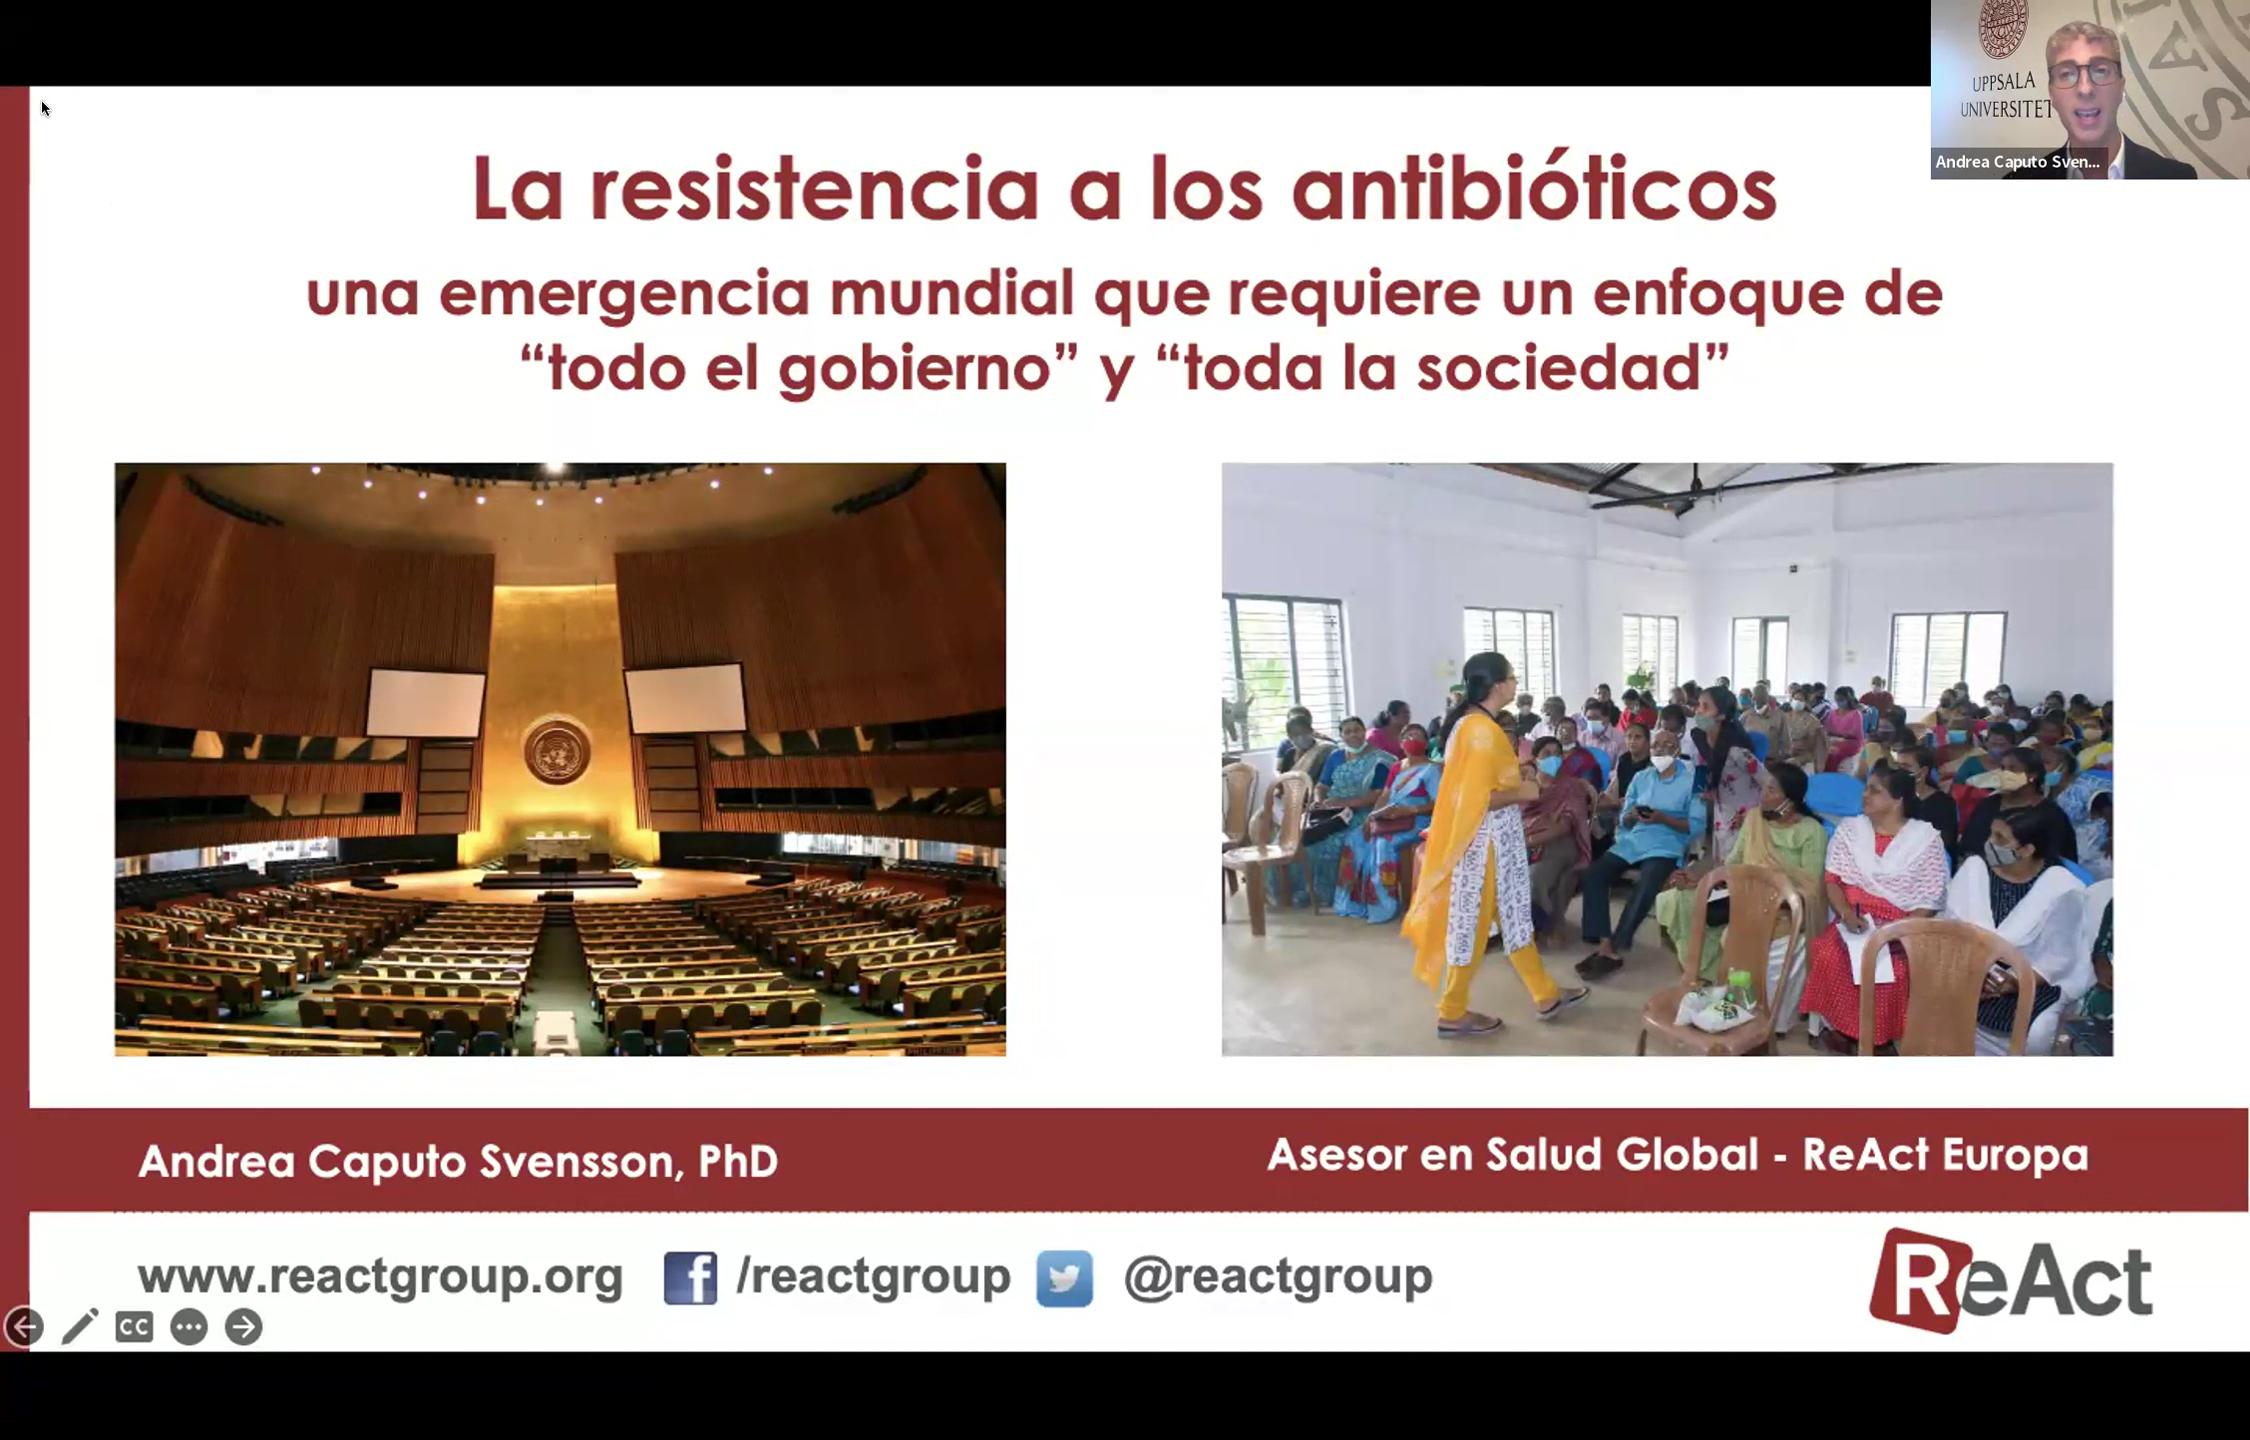 UPPSALA
UNIVERSITET
Andrea Caputo Sven...
La resistencia a los antibióticos
una emergencia mundial que requiere un enfoque de
“todo el gobierno” y “toda la sociedad”
Andrea Caputo Svensson, PhD
Asesor en Salud Global - ReAct Europa
www.reactgroup.org
/reactgroup
@reactgroup
ReAct
CC